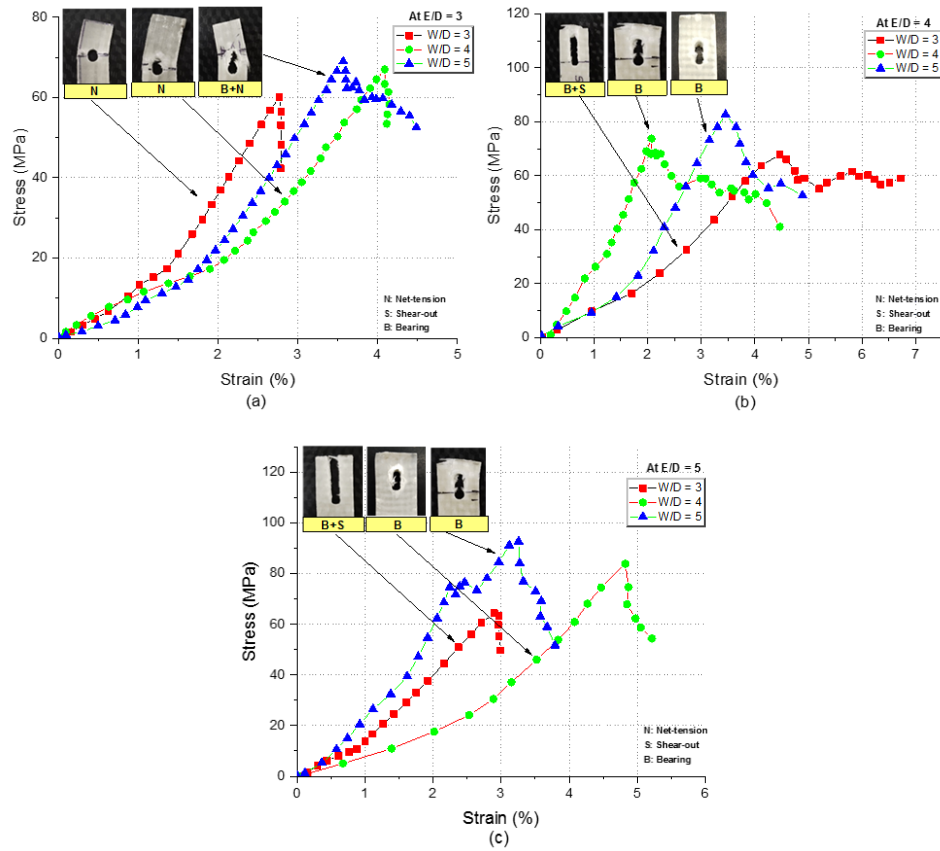 (a)
At E/D = 3
W/D = 3
W/D = 4
W/D = 5
N
N
B+N
80
60
40
20
0
Stress (MPa)
N: Net-tension
S: Shear-out
B: Bearing
0 1 2 3 4 5
Strain (%)
(a)
120
100
80
60
40
20
0
Stress (MPa)
At E/D = 4
W/D = 3
W/D = 4
W/D = 5
B+S
B
B
N: Net-tension
S: Shear-out
B: Bearing
0 1 2 3 4 5 6 7
Strain (%)
(b)
120
100
80
60
40
20
0
Stress (MPa)
At E/D = 5
W/D = 3
W/D = 4
W/D = 5
B+S
B
B
N: Net-tension
S: Shear-out
B: Bearing
0 1 2 3 4 5 6
Strain (%)
(c)